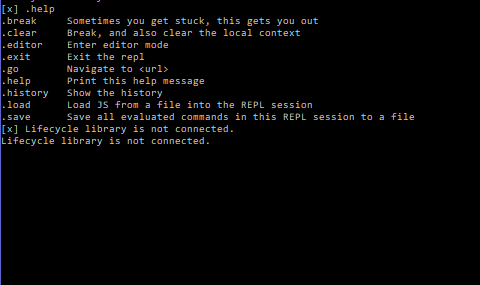 [x] .help
.break    Sometimes you get stuck, this gets you out
.clear    Break, and also clear the local context
.editor   Enter editor mode
.exit     Exit the repl
.go       Navigate to <url>
.help     Print this help message
.history  Show the history
.load     Load JS from a file into the REPL session
.save     Save all evaluated commands in this REPL session to a file
[x] Lifecycle library is not connected.
Lifecycle library is not connected.